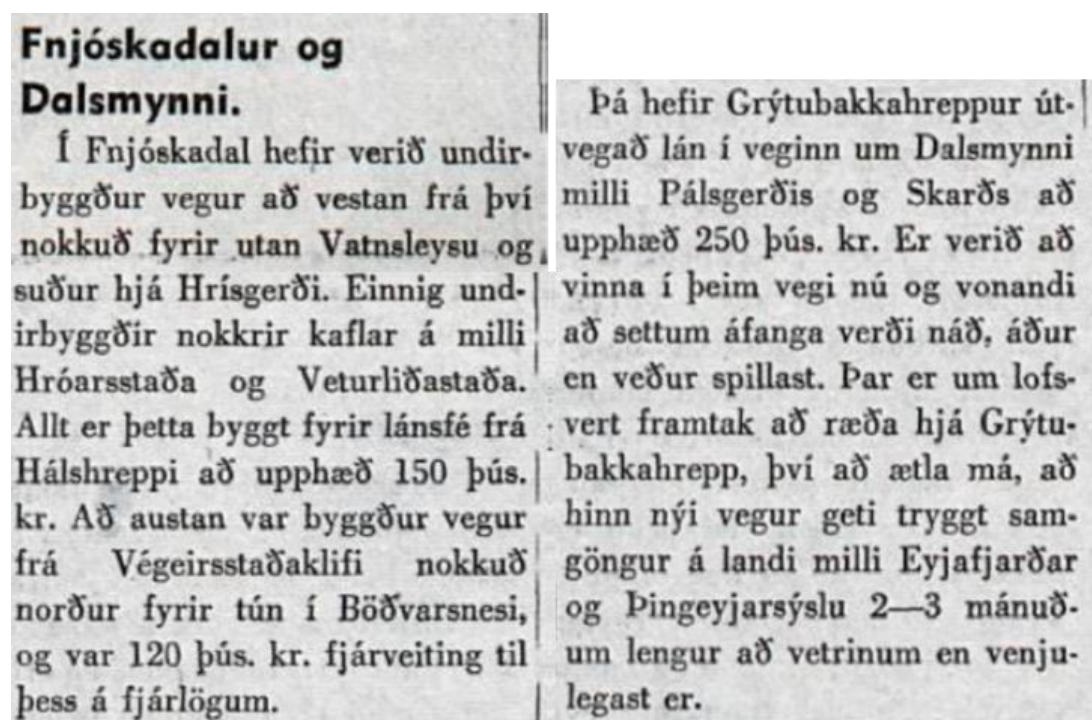 Fnjóskadalur og
Dalsmynni.
Í Fnjóskadal hefir verið undir-
byggður vegur að vestan frá því
nokkuð fyrir utan Vatnsleysu og
suður hjá Hrísgerði. Einnig und-
irbyggðir nokkrir kaflar á milli
Hróarsstaða og Veturliðastaða.
Allt er þetta byggt fyrir lánsfé frá
Hálshreppi að upphæð 150 þús.
kr. Að austan var byggður vegur
frá Végeirsstaðaklifi nokkuð
norður fyrir tún í Böðvarsnesi,
og var 120 þús. kr. fjárveiting til
þess á fjárlögum.
Þá hefir Grýtubakkahreppur út-
vegað lán í veginn um Dalsmynni
milli Pálsgerðis og Skarðs að
upphæð 250 þús. kr. Er verið að
vinna í þeim vegi nú og vonandi
að settum áfanga verði náð, áður
en veður spillast. Þar er um lofs-
vert framtak að ræða hjá Grýtu-
bakkahrepp, því að ætla má, að
hinn nýi vegur geti tryggt sam-
göngur á landi milli Eyjafjarðar
og Þingeyjarsýslu 2—3 mánuð-
um lengur að vetrinum en venju-
legast er.